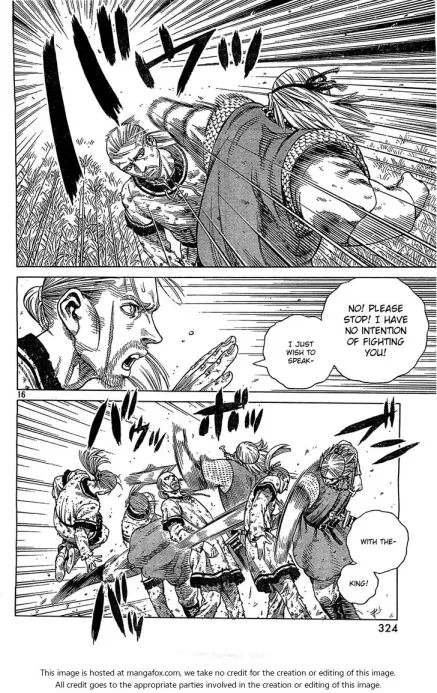 NO! PLEASE
STOP! I HAVE
NO INTENTION
OF FIGHTING
YOU!
I JUST
WISH TO
SPEAK-
16
WITH THE-
KING!
324
This image is hosted at mangafox.com, we take no credit for the creation or editing of this image.
All credit goes to the appropriate parties involved in the creation or editing of this image.